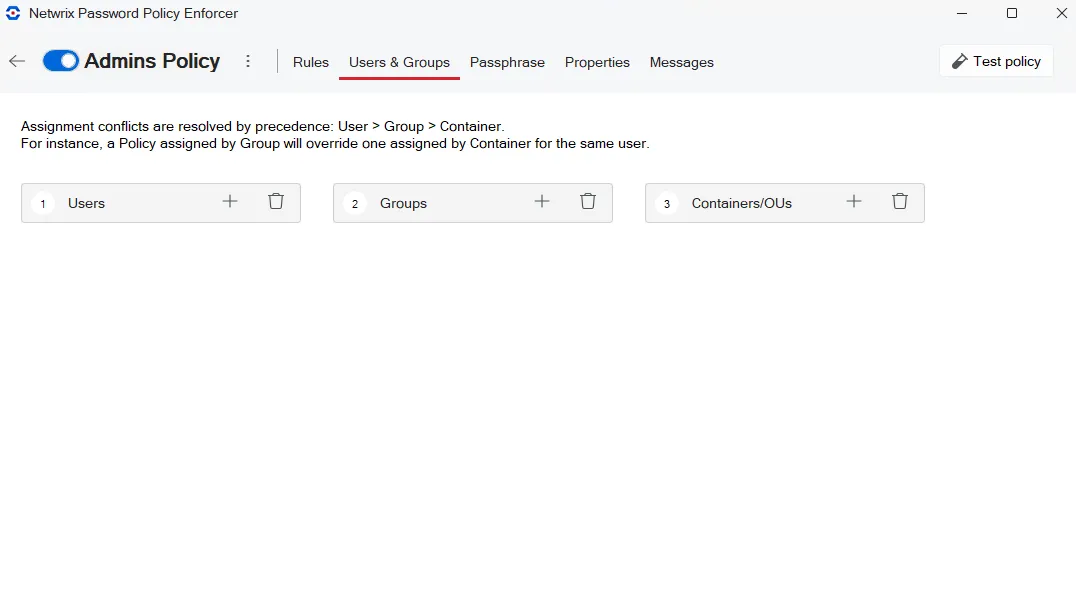 Netwrix Password Policy Enforcer
Admins Policy
Rules Users & Groups Passphrase Properties Messages
Test policy
Assignment conflicts are resolved by precedence: User > Group > Container.
For instance, a Policy assigned by Group will override one assigned by Container for the same user.
1 Users
2 Groups
3 Containers/OUs